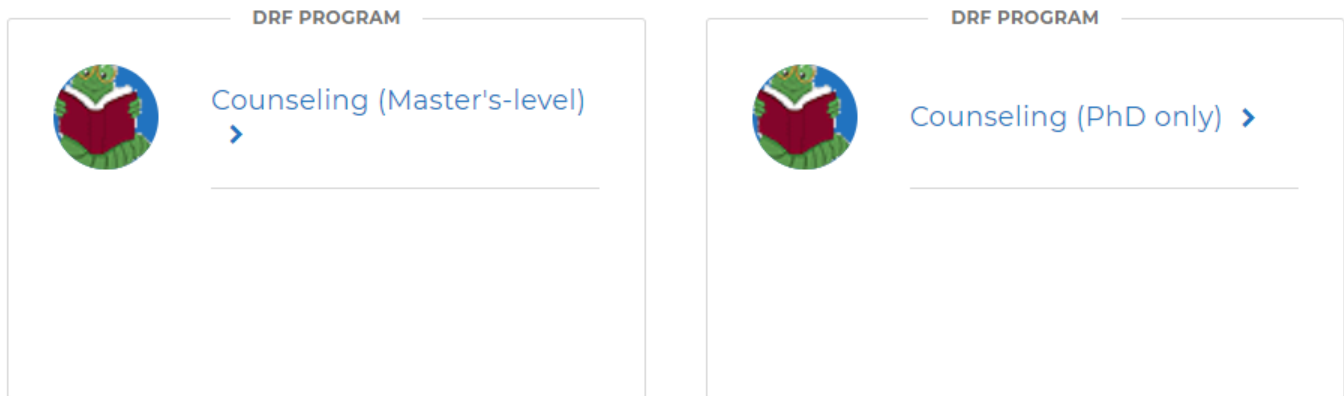 DRF PROGRAM
Counseling (Master's-level)
DRF PROGRAM
Counseling (PhD only)